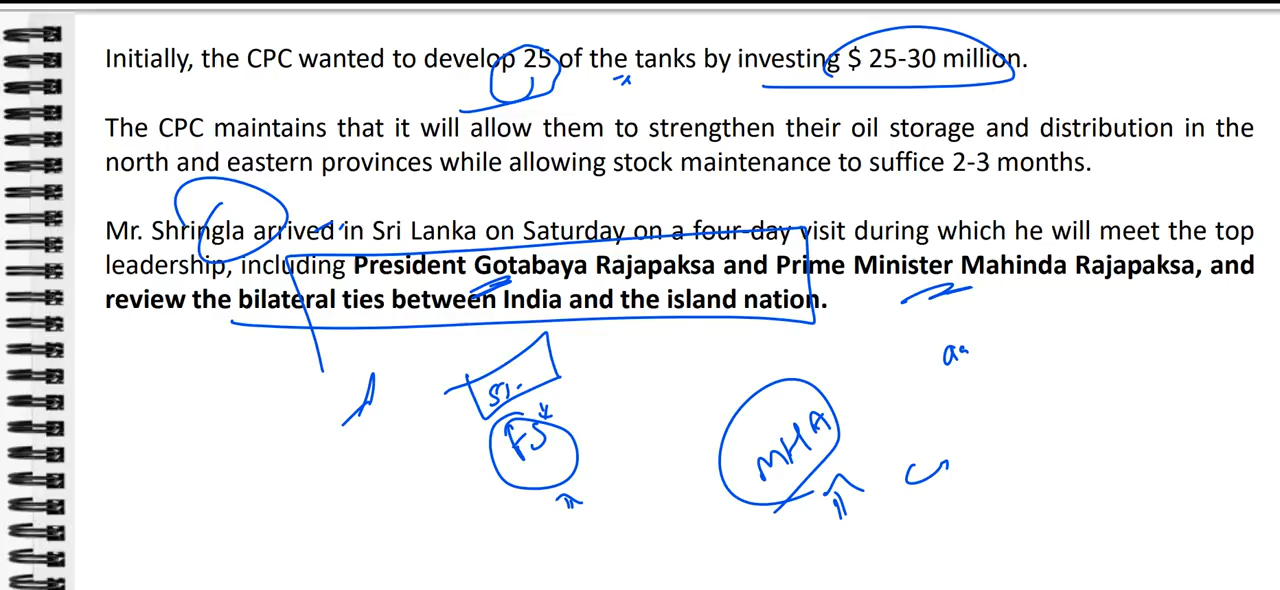 Initially, the CPC wanted to develop 25 of the tanks by investing $ 25-30 million.
The CPC maintains that it will allow them to strengthen their oil storage and distribution in the
north and eastern provinces while allowing stock maintenance to suffice 2-3 months.
Mr. Shringla arrived in Sri Lanka on Saturday on a four-day visit during which he will meet the top
leadership, including President Gotabaya Rajapaksa and Prime Minister Mahinda Rajapaksa, and
review the bilateral ties between India and the island nation.
FS
MHA